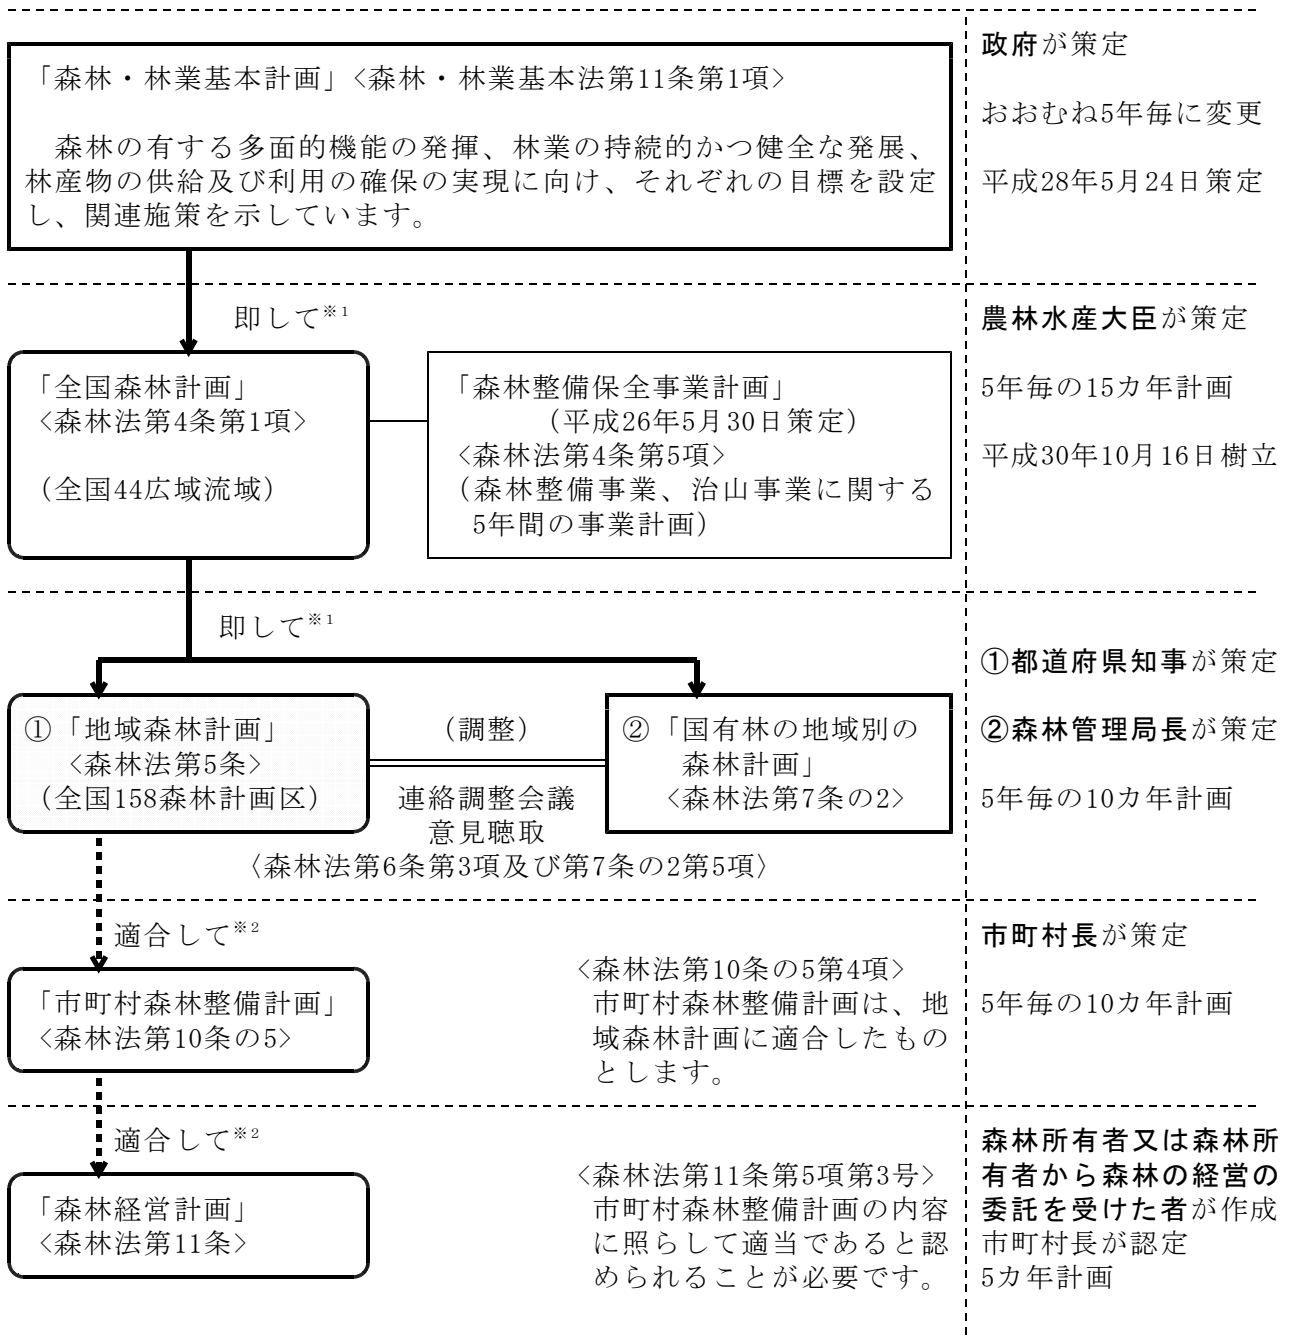 「森林・林業基本計画」<森林・林業基本法第11条第1項>
森林の有する多面的機能の発揮、林業の持続的かつ健全な発展、
林産物の供給及び利用の確保の実現に向け、それぞれの目標を設定
し、関連施策を示しています。
政府が策定
おおむね5年毎に変更
平成28年5月24日策定
即して※1
「全国森林計画」
<森林法第4条第1項>
(全国44広域流域)
「森林整備保全事業計画」
(平成26年5月30日策定)
<森林法第4条第5項>
(森林整備事業、治山事業に関する
5年間の事業計画)
農林水産大臣が策定
5年毎の15カ年計画
平成30年10月16日樹立
即して※1
①「地域森林計画」
<森林法第5条>
(全国158森林計画区)
(調整)
連絡調整会議
意見聴取
〈森林法第6条第3項及び第7条の2第5項〉
②「国有林の地域別の
森林計画」
<森林法第7条の2>
①都道府県知事が策定
②森林管理局長が策定
5年毎の10カ年計画
適合して※2
「市町村森林整備計画」
<森林法第10条の5>
<森林法第10条の5第4項>
市町村森林整備計画は、地
域森林計画に適合したもの
とします。
市町村長が策定
5年毎の10カ年計画
適合して※2
「森林経営計画」
<森林法第11条>
<森林法第11条第5項第3号>
市町村森林整備計画の内容
に照らして適当であると認
められることが必要です。
森林所有者又は森林所
有者から森林の経営の
委託を受けた者が作成
市町村長が認定
5カ年計画